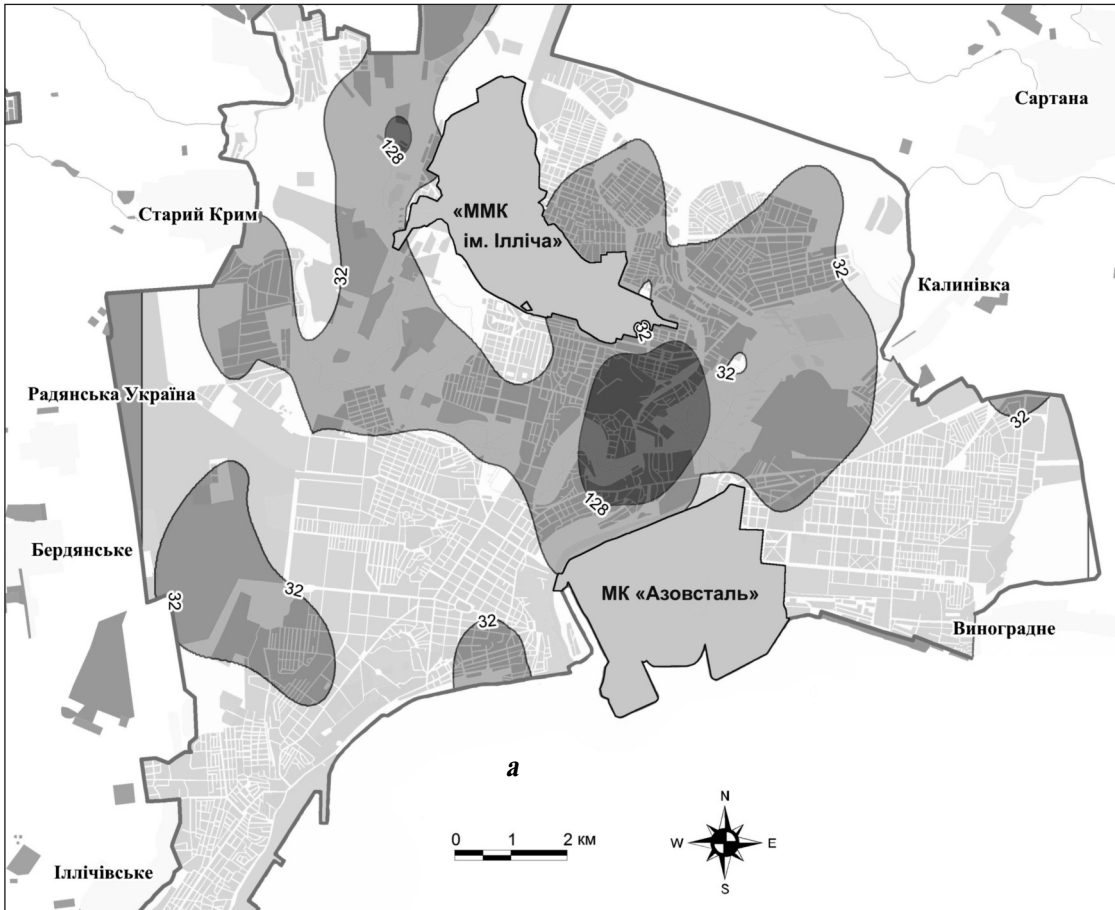 Сартана
128
«ММК
ім. Ілліча»
Старий Крим
32
32
Калинівка
32
32
Радянська Україна
32
128
Бердянське
32
32
МК «Азовсталь»
32
Виноградне
а
0 1 2 км
N
W E
S
Іллічівське